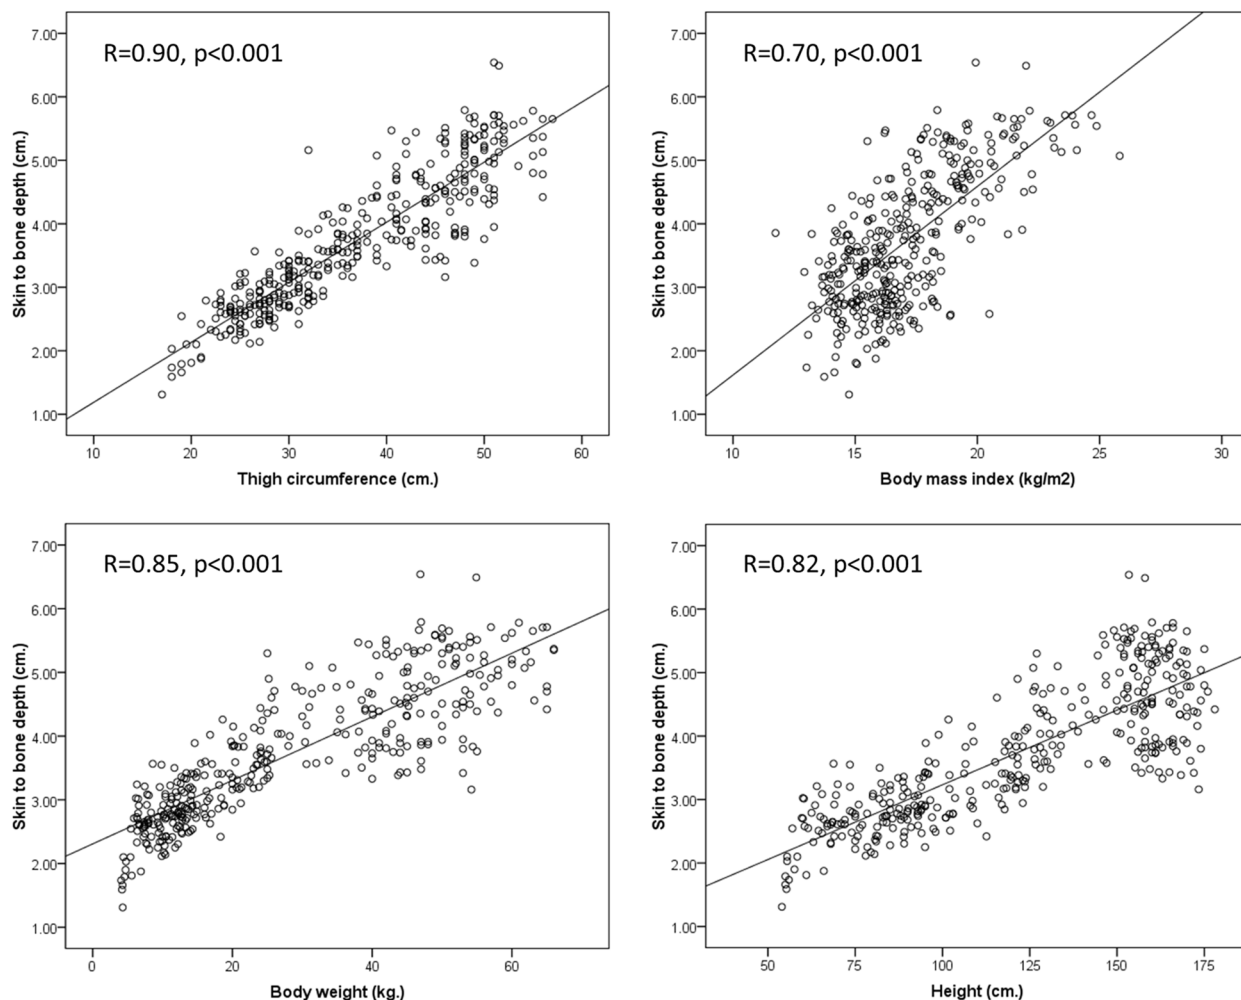 R=0.90, p<0.001
Skin to bone depth (cm.)
7.00
6.00
5.00
4.00
3.00
2.00
1.00
10 20 30 40 50 60
Thigh circumference (cm.)
R=0.70, p<0.001
Skin to bone depth (cm.)
7.00
6.00
5.00
4.00
3.00
2.00
1.00
10 15 20 25 30
Body mass index (kg/m2)
R=0.85, p<0.001
Skin to bone depth (cm.)
7.00
6.00
5.00
4.00
3.00
2.00
1.00
0 20 40 60
Body weight (kg.)
R=0.82, p<0.001
Skin to bone depth (cm.)
7.00
6.00
5.00
4.00
3.00
2.00
1.00
50 75 100 125 150 175
Height (cm.)